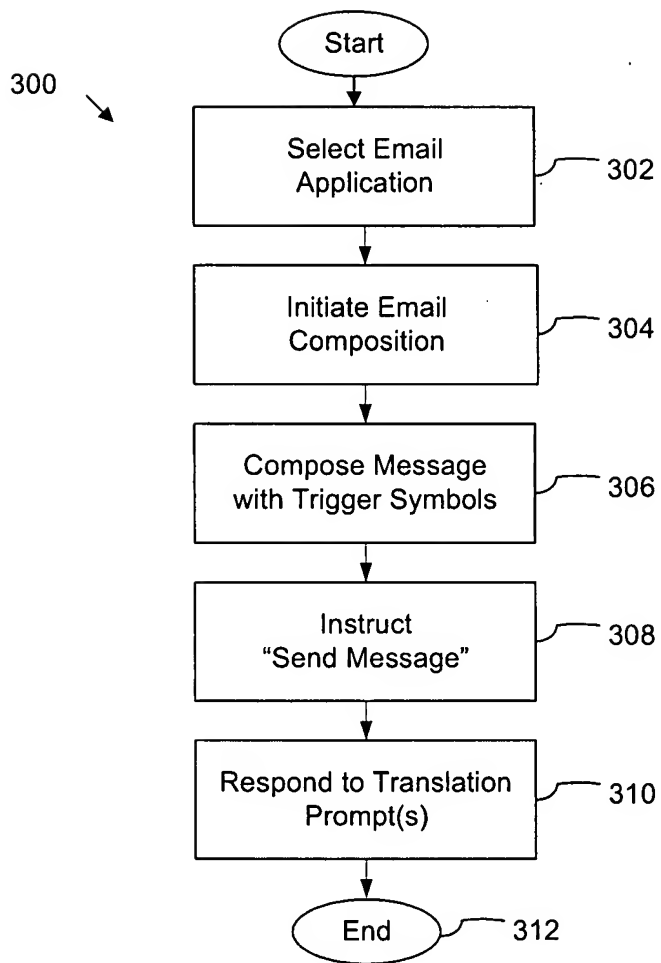 Start
300
Select Email
Application
302
Initiate Email
Composition
304
Compose Message
with Trigger Symbols
306
Instruct
“Send Message”
308
Respond to Translation
Prompt(s)
310
End
312